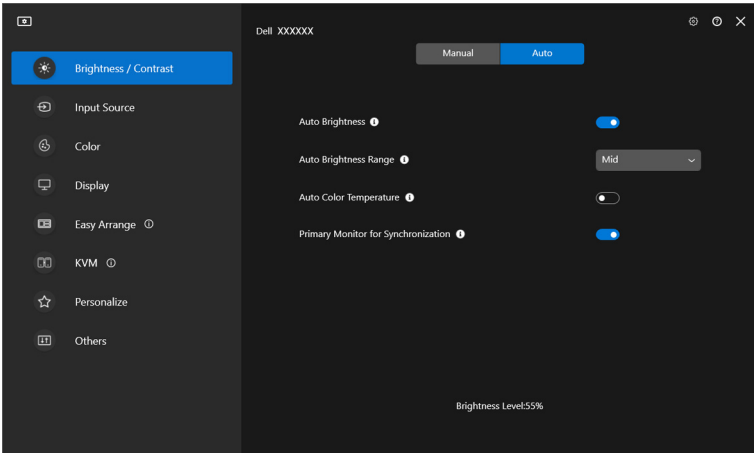 Dell XXXXXX
Manual
Auto
Brightness / Contrast
Input Source
Color
Display
Easy Arrange
KVM
Personalize
Others
Auto Brightness
Auto Brightness Range
Mid
Auto Color Temperature
Primary Monitor for Synchronization
Brightness Level:55%